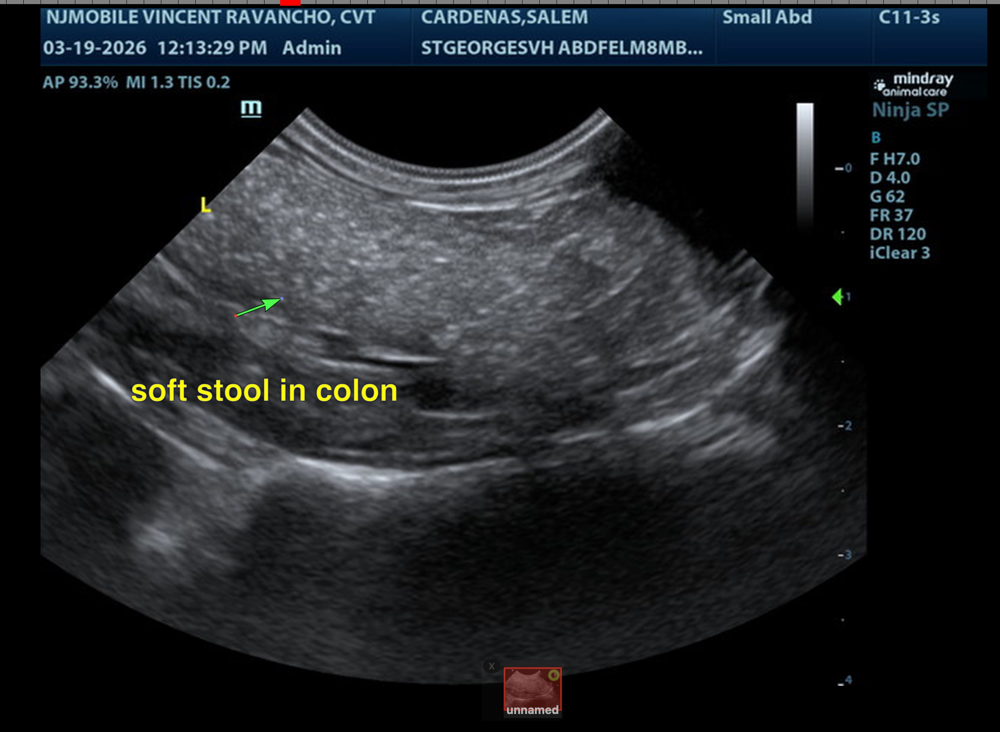 NJMOBILE VINCENT RAVANCHO, CVT
CARDENAS,SALEM
Small Abd
C11-3s
03-19-2026 12:13:29 PM Admin
STGEORGESVH ABDFELM8MB...
AP 93.3% MI 1.3 TIS 0.2
m
mindray
animal care
Ninja SP
B
F H7.0
D 4.0
G 62
FR 37
DR 120
iClear 3
L
0
1
soft stool in colon
2
3
4
X
unnamed